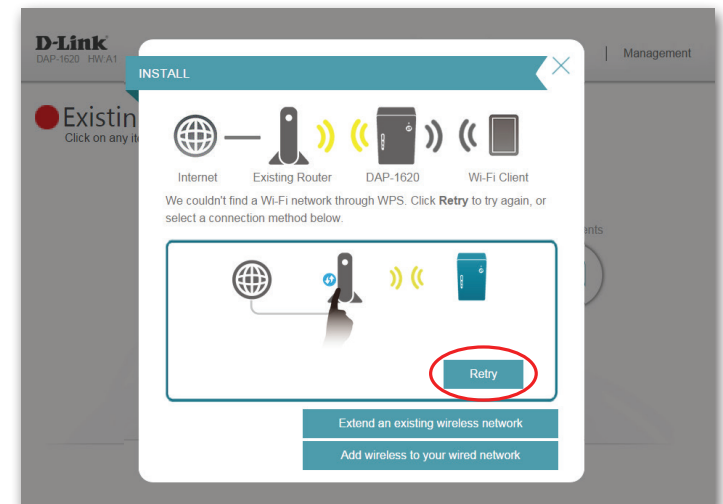 D-Link
DAP-1620 HW:A1
Management
INSTALL
Existin
Click on any it
Internet
Existing Router
DAP-1620
Wi-Fi Client
We couldn't find a Wi-Fi network through WPS. Click Retry to try again, or
select a connection method below.
ents
Retry
Extend an existing wireless network
Add wireless to your wired network